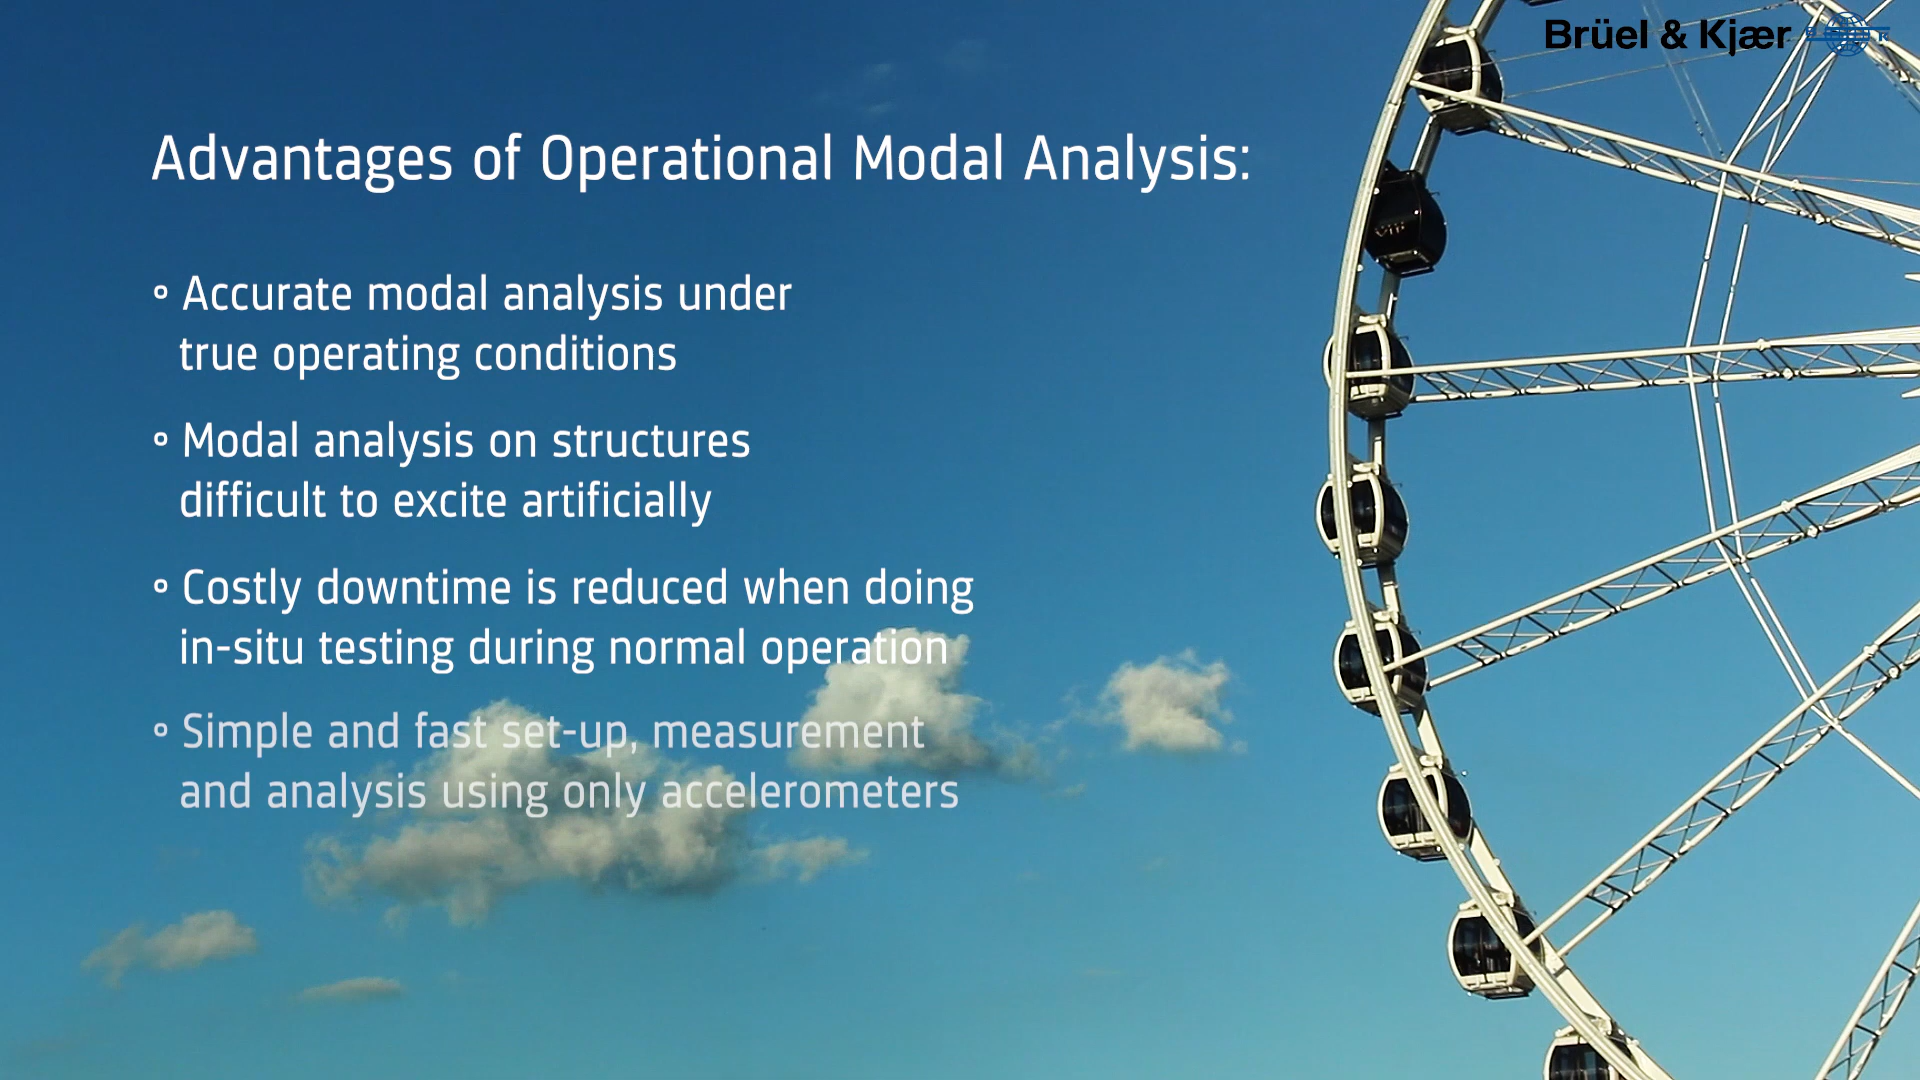 Brüel & Kjær
Advantages of Operational Modal Analysis:
° Accurate modal analysis under
true operating conditions
° Modal analysis on structures
difficult to excite artificially
° Costly downtime is reduced when doing
in-situ testing during normal operation
° Simple and fast set-up, measurement
and analysis using only accelerometers
VIP